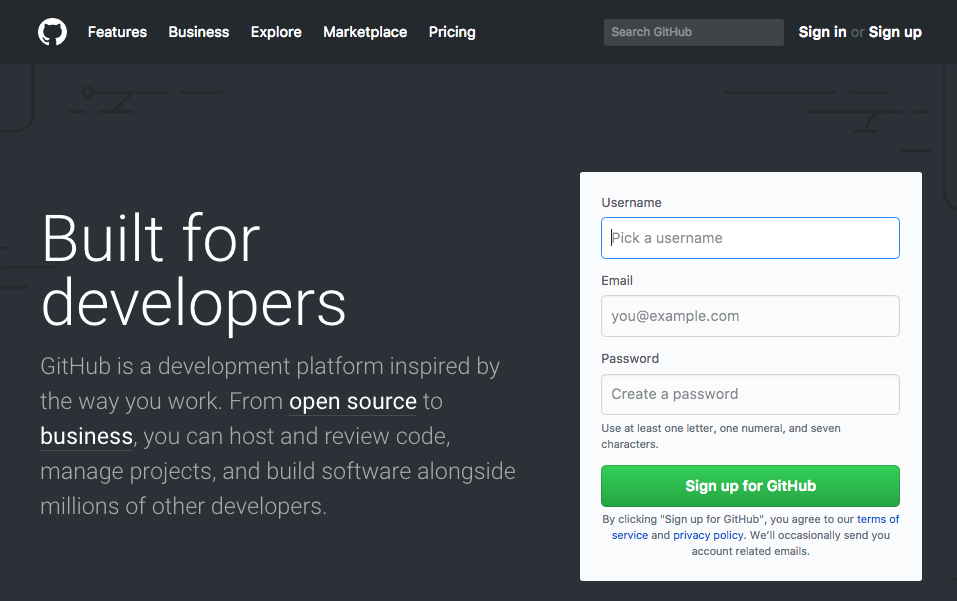 Features Business Explore Marketplace Pricing Search GitHub Sign in or Sign up
Built for
developers
GitHub is a development platform inspired by
the way you work. From open source to
business, you can host and review code,
manage projects, and build software alongside
millions of other developers.
Username
Pick a username
Email
you@example.com
Password
Create a password
Use at least one letter, one numeral, and seven
characters.
Sign up for GitHub
By clicking "Sign up for GitHub", you agree to our terms of
service and privacy policy. We’ll occasionally send you
account related emails.